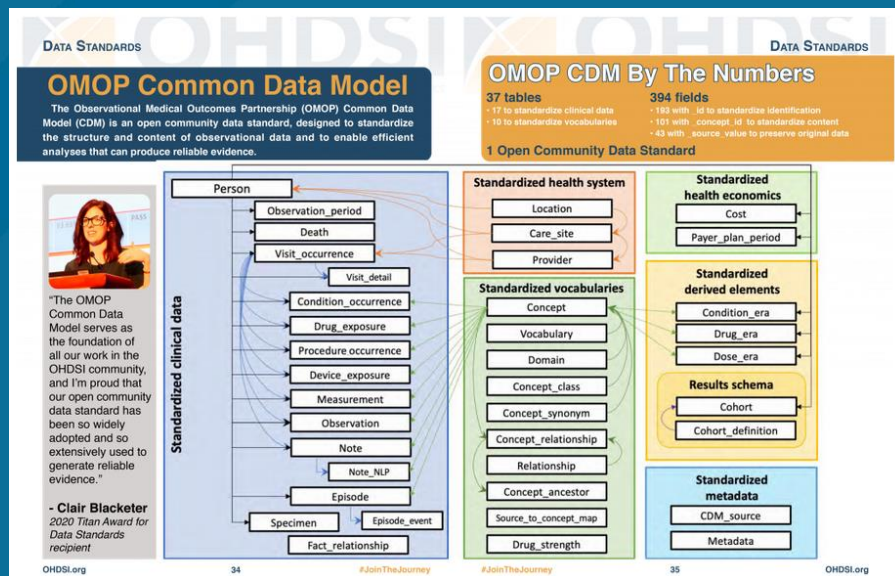 OHDSI
OHDSI
DATA STANDARDS
OMOP Common Data Model
The Observational Medical Outcomes Partnership (OMOP) Common Data
Model (CDM) is an open community data standard, designed to standardize
the structure and content of observational data and to enable efficient
analyses that can produce reliable evidence.
DATA STANDARDS
OMOP CDM By The Numbers
37 tables
• 17 to standardize clinical data
• 10 to standardize vocabularies
394 fields
• 193 with _id to standardize identification
• 101 with _concept_id to standardize content
• 43 with _source_value to preserve original data
1 Open Community Data Standard
PASS
“The OMOP
Common Data
Model serves as
the foundation of
all our work in the
OHDSI community,
and I’m proud that
our open community
data standard has
been so widely
adopted and so
extensively used to
generate reliable
evidence.”
- Clair Blacketer
2020 Titan Award for
Data Standards
recipient
Standardized clinical data
Person
Observation_period
Death
Visit_occurrence
Visit_detail
Condition_occurrence
Drug_exposure
Procedure occurrence
Device_exposure
Measurement
Observation
Note
Note_NLP
Episode
Specimen
Episode_event
Fact_relationship
Standardized health system
Location
Care_site
Provider
Standardized vocabularies
Concept
Vocabulary
Domain
Concept_class
Concept_synonym
Concept_relationship
Relationship
Concept_ancestor
Source_to_concept_map
Drug_strength
Standardized
health economics
Cost
Payer_plan_period
Standardized
derived elements
Condition_era
Drug_era
Dose_era
Results schema
Cohort
Cohort_definition
Standardized
metadata
CDM_source
Metadata
OHDSI.org
34
#JoinTheJourney
#JoinTheJourney
35
OHDSI.org